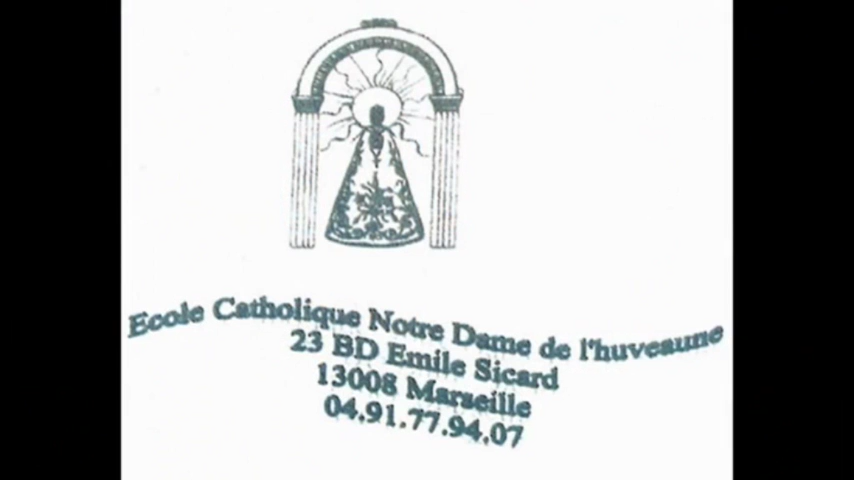 Ecole Catholique Notre Dame de l'huveaune
23 BD Emile Sicard
13008 Marseille
04.91.77.94.07